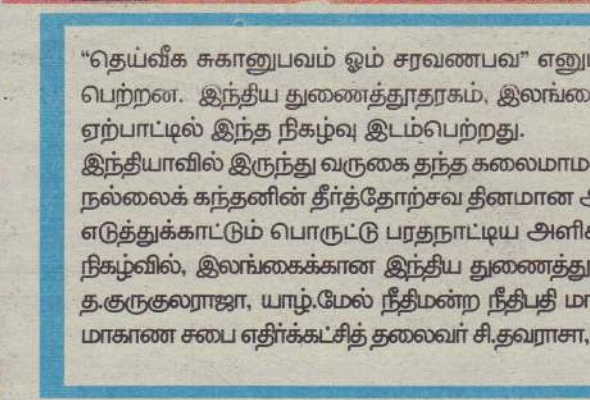 “தெய்வீக சுகானுபவம் ஓம் சரவணபவ” எனும்
பெற்றன. இந்திய துணைத்தூதரகம், இலங்கை
ஏற்பாட்டில் இந்த நிகழ்வு இடம்பெற்றது.
இந்தியாவில் இருந்து வருகை தந்த கலைமாம
நல்லைக் கந்தனின் தீர்த்தோற்சவ தினமான
எடுத்துக்காட்டும் பொருட்டு பரதநாட்டிய அளிக்
நிகழ்வில், இலங்கைக்கான இந்திய துணைத்து
த.குருகுலராஜா, யாழ்.மேல் நீதிமன்ற நீதிபதி மா
மாகாண சபை எதிர்க்கட்சித் தலைவர் சி.தவராசா,